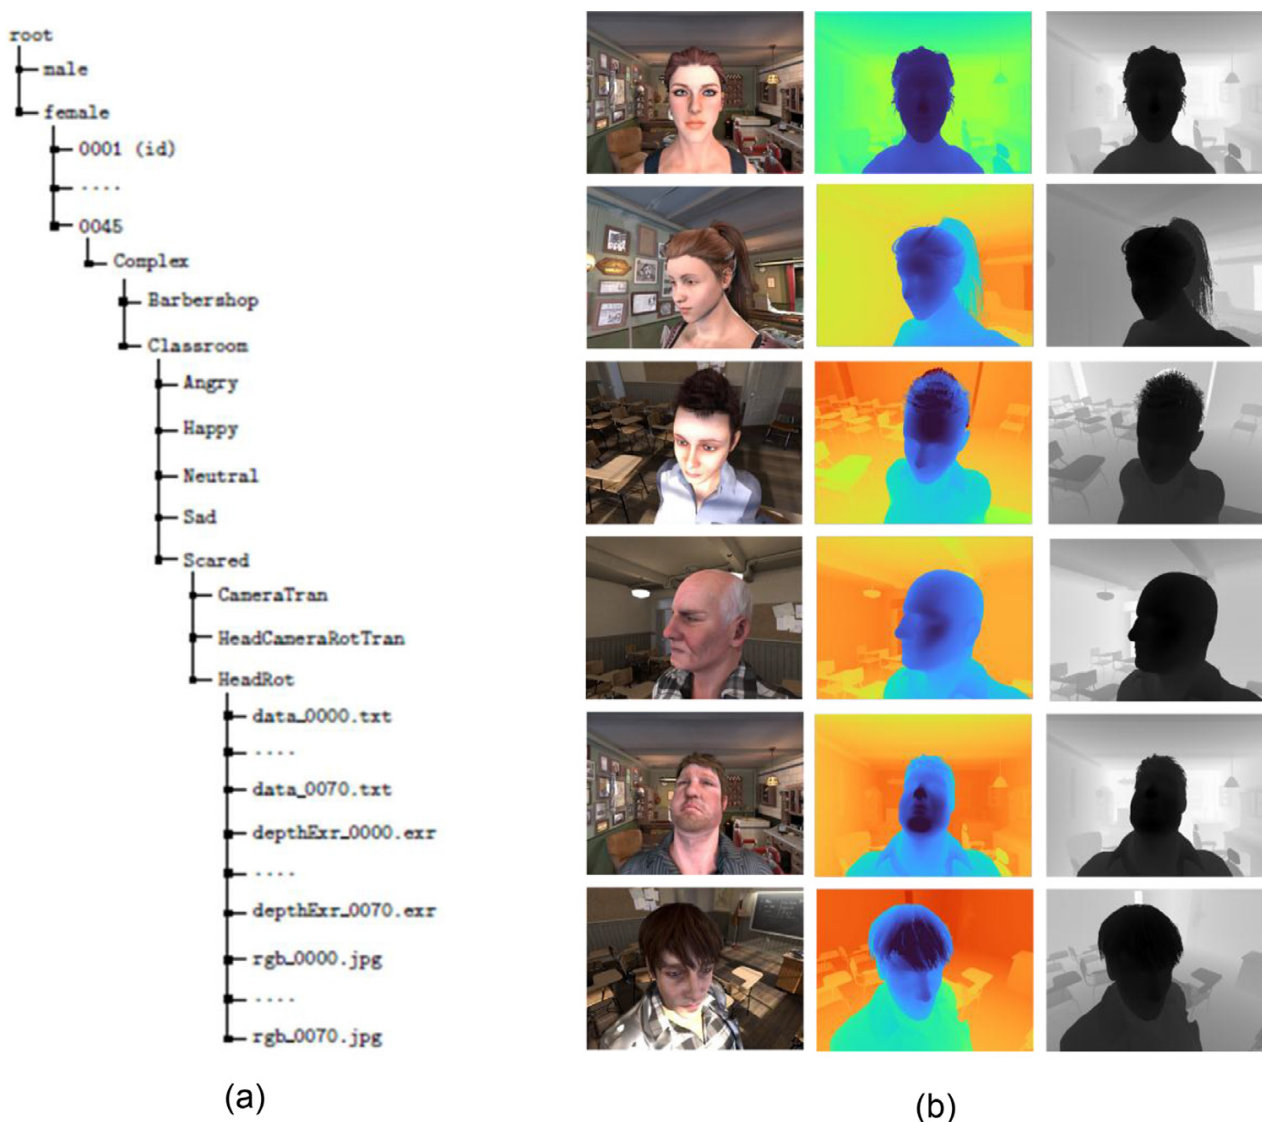 root
male
female
0001 (id)
....
0045
Complex
Barbershop
Classroom
Angry
Happy
Neutral
Sad
Scared
CameraTran
HeadCameraRotTran
HeadRot
data_0000.txt
....
data_0070.txt
depthExr_0000.exr
....
depthExr_0070.exr
rgb_0000.jpg
....
rgb_0070.jpg
(a)
(b)